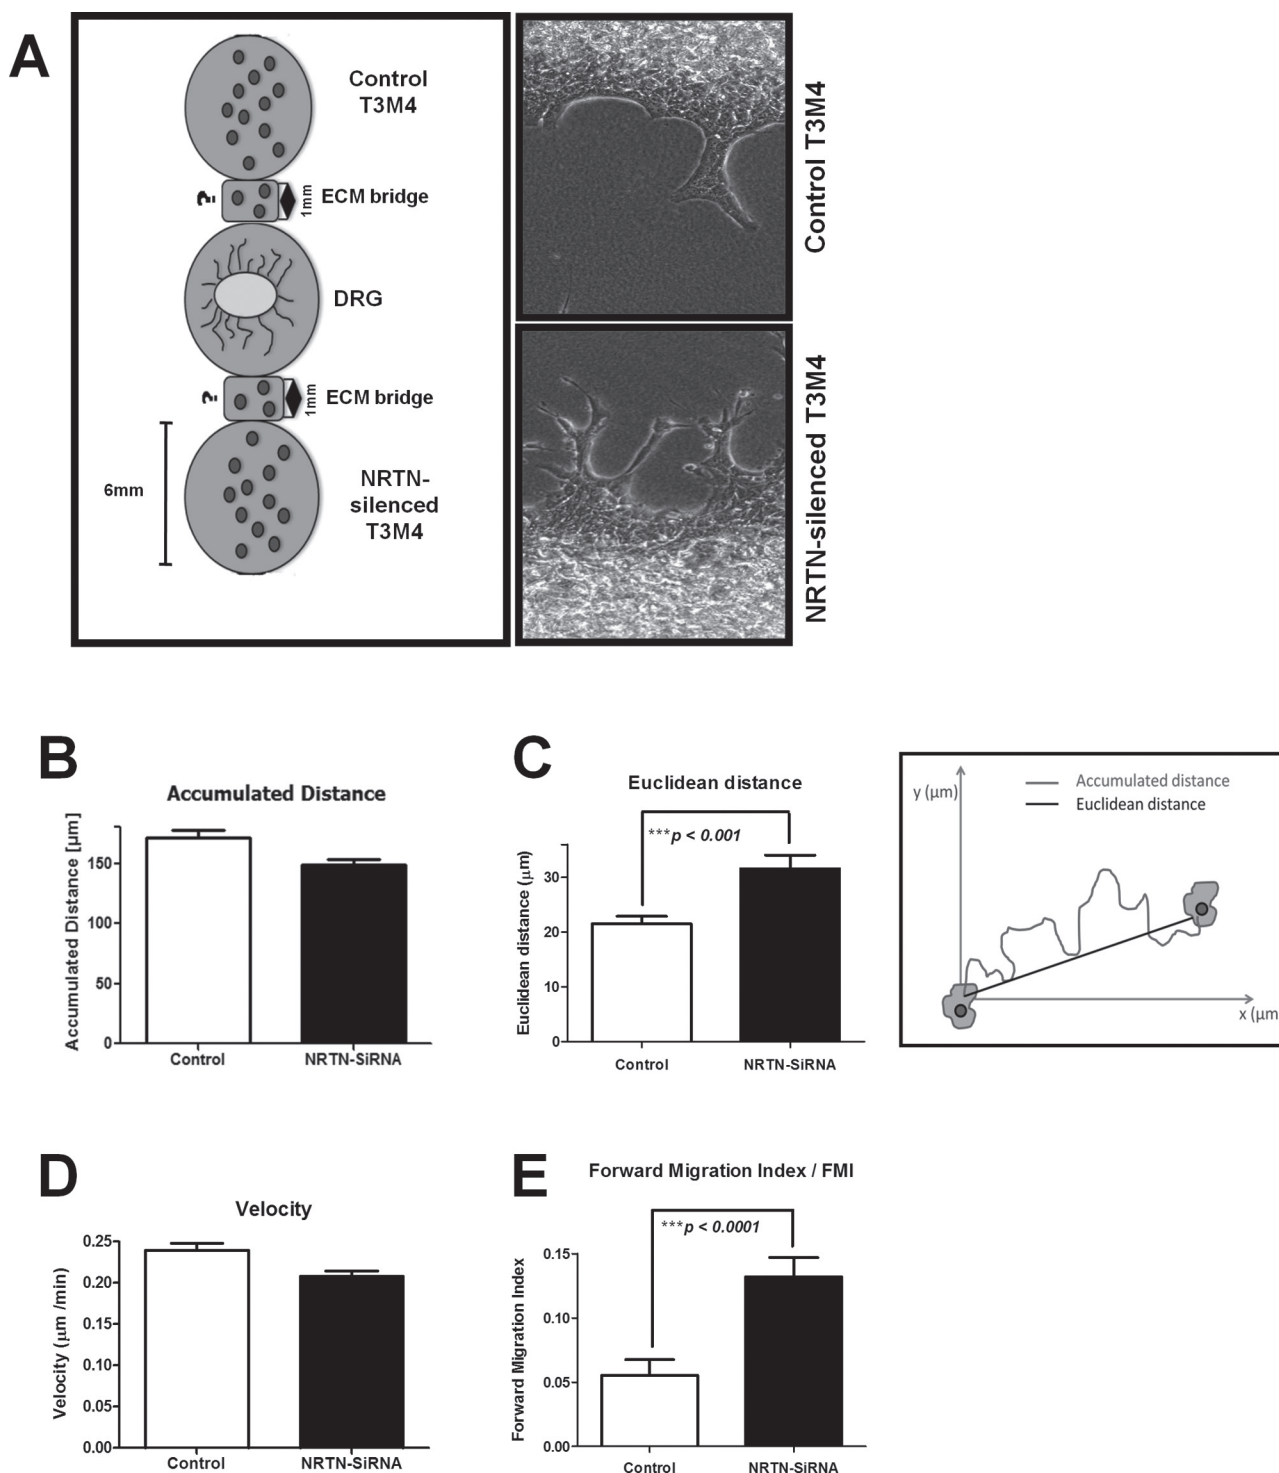 A
Control
T3M4
?
1mm
ECM bridge
DRG
?
1mm
ECM bridge
6mm
NRTN-
silenced
T3M4
Control T3M4
NRTN-silenced T3M4
B
Accumulated Distance
Accumulated Distance [µm]
150
100
50
0
Control
NRTN-SiRNA
C
Euclidean distance
***p < 0.001
Euclidean distance (µm)
30
20
10
0
Control
NRTN-SiRNA
y (µm)
Accumulated distance
Euclidean distance
x (µm
D
Velocity
Velocity (µm /min)
0.25
0.20
0.15
0.10
0.05
0.00
Control
NRTN-SiRNA
E
Forward Migration Index / FMI
***p < 0.0001
Forward Migration Index
0.15
0.10
0.05
0.00
Control
NRTN-SiRNA